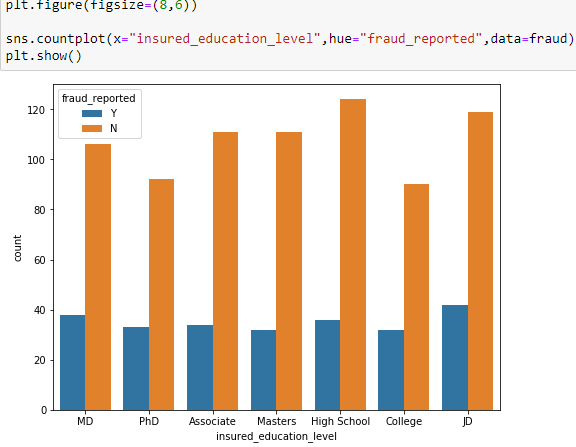 plt.figure(figsize=(8,6))
sns.countplot(x="insured_education_level",hue="fraud_reported",data=fraud)
plt.show()
fraud_reported
Y
N
120
100
80
60
40
20
0
count
MD PhD Associate Masters High School College JD
insured_education_level